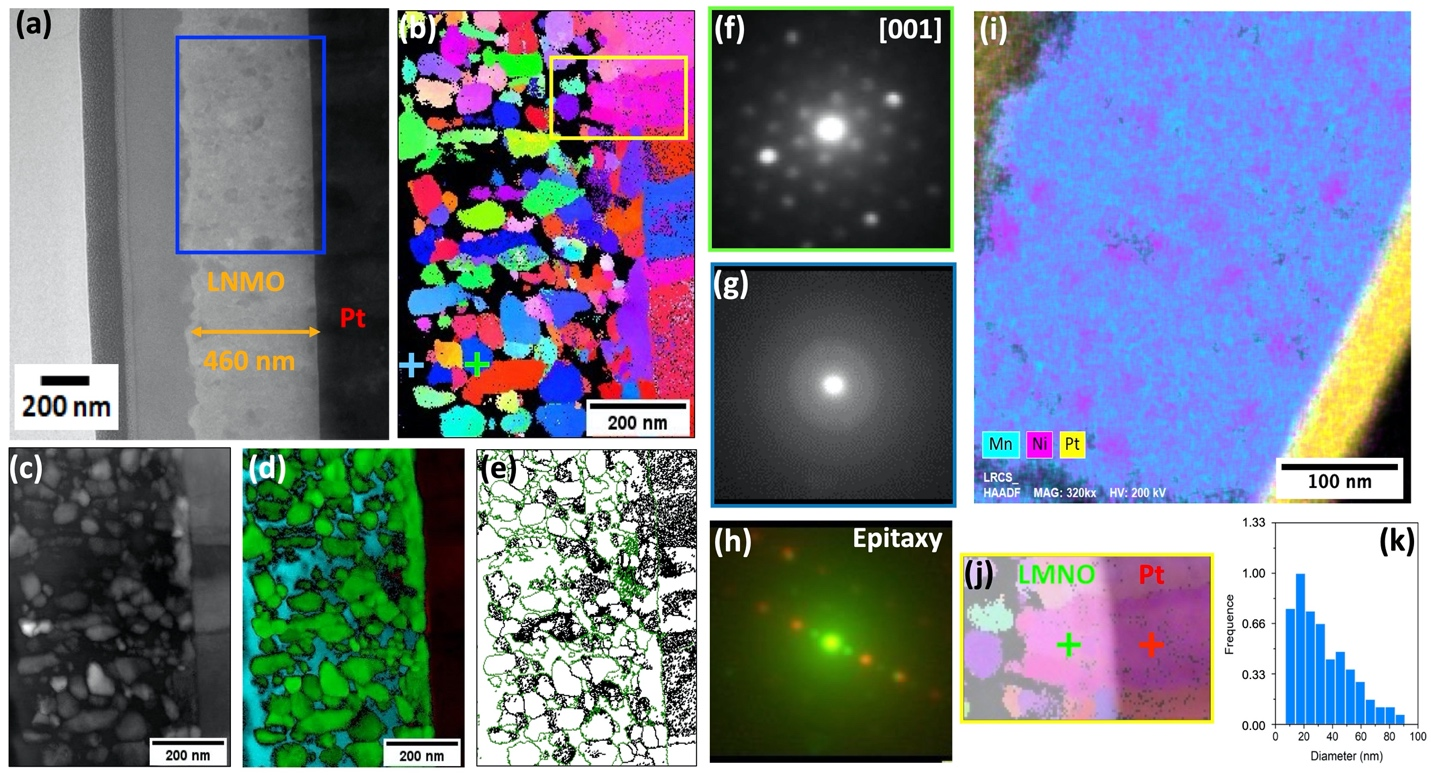 (a)
LNMO
Pt
460 nm
200 nm
(b)
200 nm
(c)
200 nm
(d)
200 nm
(e)
(f) [001]
(g)
(h) Epitaxy
(i)
Mn Ni Pt
LRCS_
HAADF MAG: 320kx HV: 200 kV
100 nm
(j) LMNO Pt
(k)
1.33
1.00
0.66
0.33
0.00
Frequence
0 20 40 60 80 100
Diameter (nm)